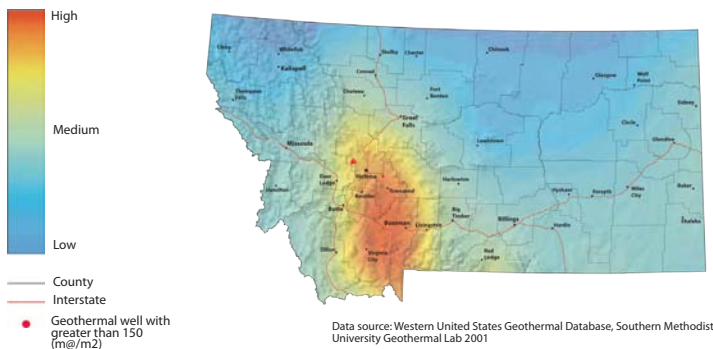 High
Medium
Low
County
Interstate
Geothermal well with
greater than 150
(m@/m2)
Libby
Whitefish
Kalispell
Thompson
Falls
Missoula
Hamilton
Shelby
Chester
Conrad
Choteau
Fort
Benton
Great
Falls
Chinook
Glasgow
Wolf
Point
Sidney
Circle
Glendive
Lewistown
Deer
Lodge
Helena
Boulder
Townsend
Harlowton
Butte
Bozeman
Livingston
Big
Timber
Billings
Hysham
Forsyth
Miles
City
Baker
Ekalaka
Hardin
Dillon
Virginia
City
Red
Lodge
Data source: Western United States Geothermal Database, Southern Methodist
University Geothermal Lab 2001